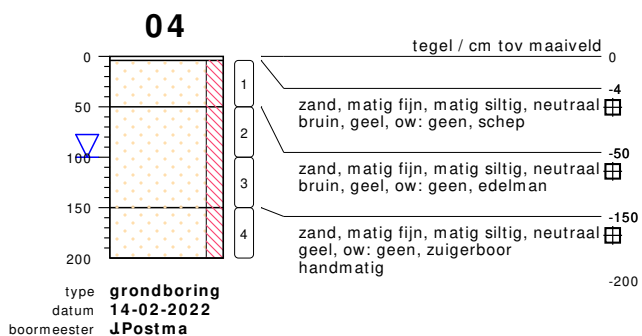 04
tegel / cm tov maaiveld
0
0
-4
1
zand, matig fijn, matig siltig, neutraal
bruin, geel, ow: geen, schep
50
-50
2
zand, matig fijn, matig siltig, neutraal
bruin, geel, ow: geen, edelman
100
3
150
-150
4
zand, matig fijn, matig siltig, neutraal
geel, ow: geen, zuigerboor
handmatig
200
-200
type grondboring
datum 14-02-2022
boormeester J.Postma